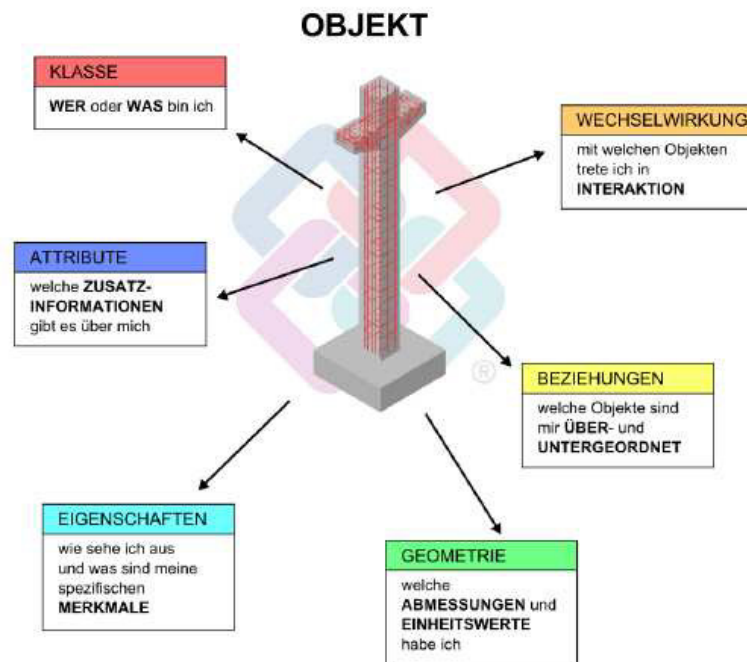 OBJEKT
KLASSE
WER oder WAS bin ich
WECHSELWIRKUNG
mit welchen Objekten
trete ich in
INTERAKTION
ATTRIBUTE
welche ZUSATZ-
INFORMATIONEN
gibt es über mich
®
BEZIEHUNGEN
welche Objekte sind
mir ÜBER- und
UNTERGEORDNET
EIGENSCHAFTEN
wie sehe ich aus
und was sind meine
spezifischen
MERKMALE
GEOMETRIE
welche
ABMESSUNGEN und
EINHEITSWERTE
habe ich